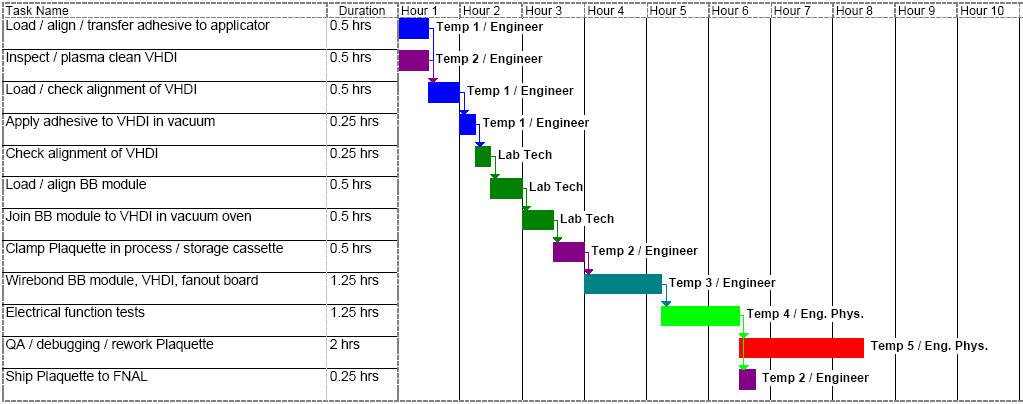 Task Name Duration Hour 1 Hour 2 Hour 3 Hour 4 Hour 5 Hour 6 Hour 7 Hour 8 Hour 9 Hour 10
Load / align / transfer adhesive to applicator 0.5 hrs Temp 1 / Engineer
Inspect / plasma clean VHDI 0.5 hrs Temp 2 / Engineer
Load / check alignment of VHDI 0.5 hrs Temp 1 / Engineer
Apply adhesive to VHDI in vacuum 0.25 hrs Temp 1 / Engineer
Check alignment of VHDI 0.25 hrs Lab Tech
Load / align BB module 0.5 hrs Lab Tech
Join BB module to VHDI in vacuum oven 0.5 hrs Lab Tech
Clamp Plaquette in process / storage cassette 0.5 hrs Temp 2 / Engineer
Wirebond BB module, VHDI, fanout board 1.25 hrs Temp 3 / Engineer
Electrical function tests 1.25 hrs Temp 4 / Eng. Phys.
QA / debugging / rework Plaquette 2 hrs Temp 5 / Eng. Phys.
Ship Plaquette to FNAL 0.25 hrs Temp 2 / Engineer